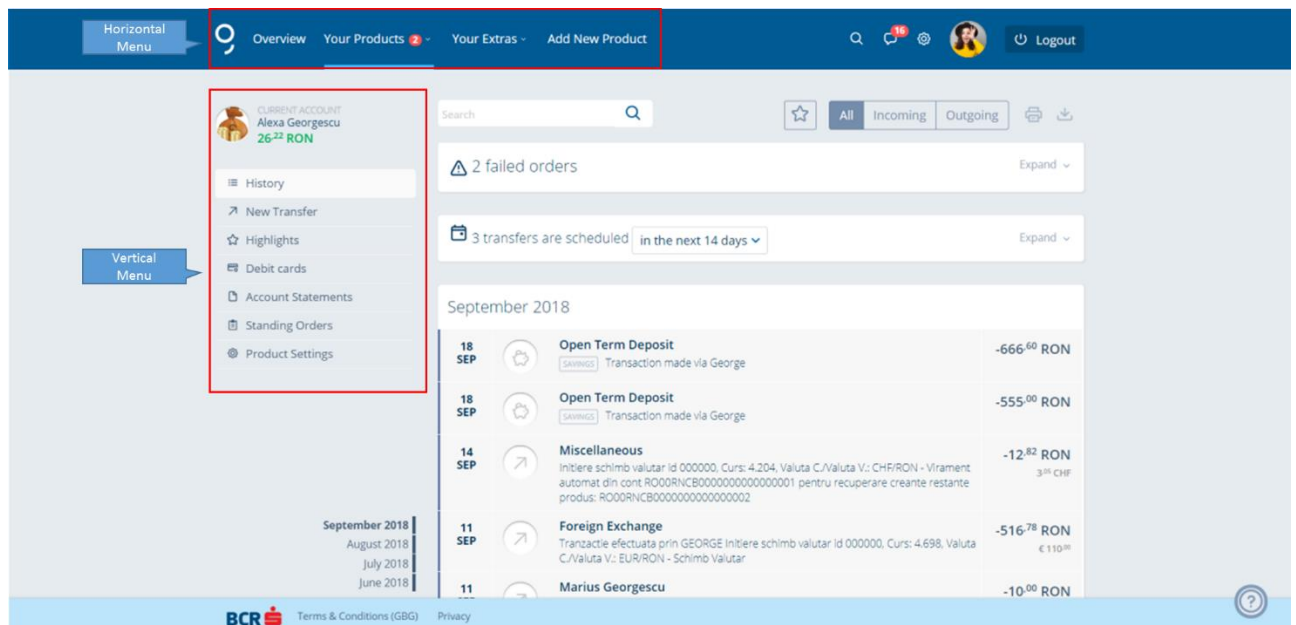 Horizontal Menu
Overview Your Products 2 Your Extras Add New Product
16
Logout
Vertical Menu
CURRENT ACCOUNT
Alexa Georgescu
26,22 RON
History
New Transfer
Highlights
Debit cards
Account Statements
Standing Orders
Product Settings
September 2018
August 2018
July 2018
June 2018
Search
All Incoming Outgoing
2 failed orders Expand
3 transfers are scheduled in the next 14 days Expand
September 2018
18 SEP
Open Term Deposit
SAVINGS Transaction made via George
-666,60 RON
18 SEP
Open Term Deposit
SAVINGS Transaction made via George
-555,00 RON
14 SEP
Miscellaneous
Initiere schimb valutar id 000000, Curs: 4.204, Valuta C./Valuta V.: CHF/RON - Virament
automat din cont RO00RNCB0000000000000001 pentru recuperare creante restante
produs: RO00RNCB0000000000000002
-12,82 RON
CHF
11 SEP
Foreign Exchange
Tranzactie efectuata prin GEORGE Initiere schimb valutar id 000000, Curs: 4.698, Valuta
C./Valuta V.: EUR/RON - Schimb Valutar
-516,78 RON
€ 110,00
11
Marius Georgescu
-10,00 RON
BCR Terms & Conditions (GBG) Privacy
?